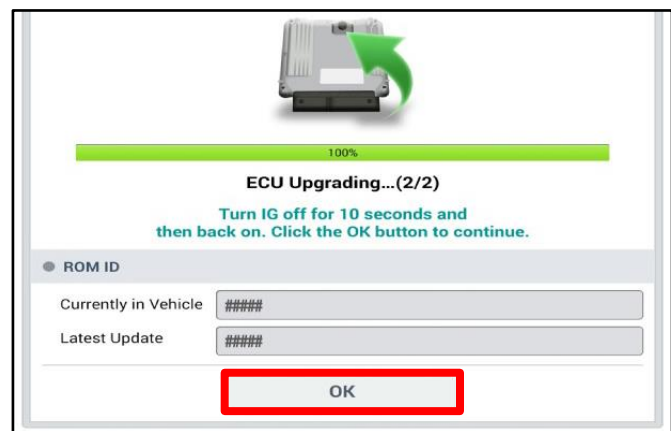 100%
ECU Upgrading...(2/2)
Turn IG off for 10 seconds and
then back on. Click the OK button to continue.
ROM ID
Currently in Vehicle #####
Latest Update #####
OK